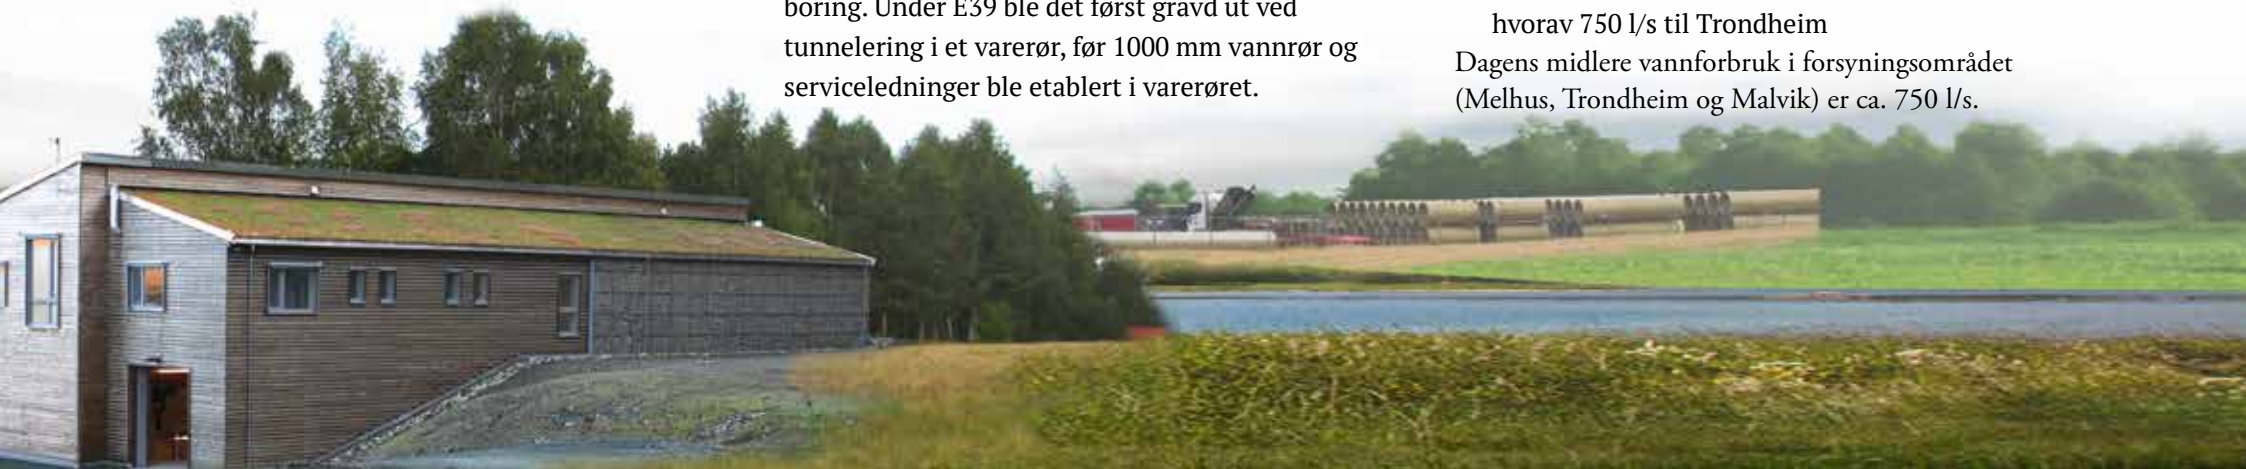 boring. Under E39 ble det først gravd ut ved
tunnelering i et varerør, før 1000 mm vannrør og
serviceledninger ble etablert i varerøret.
hvorav 750 l/s til Trondheim
Dagens midlere vannforbruk i forsyningsområdet
(Melhus, Trondheim og Malvik) er ca. 750 l/s.